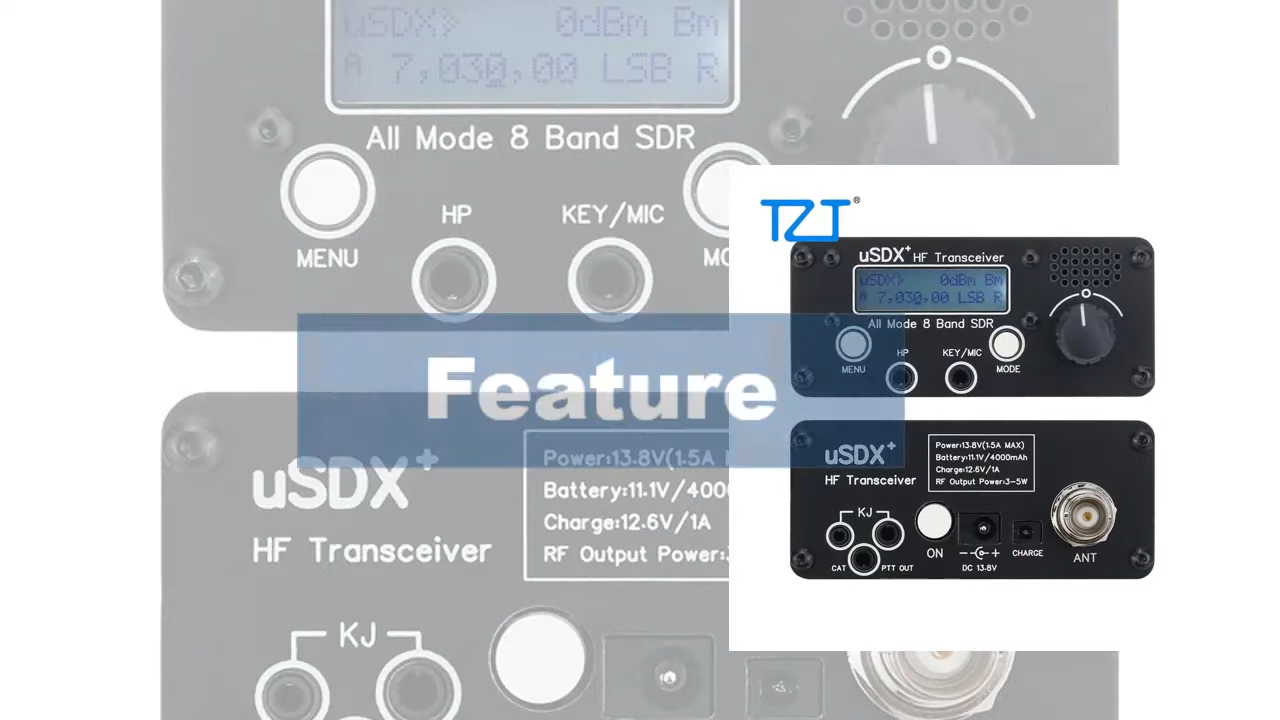 uSDX> 0dBm Bm
A 7,030,00 LSB R
All Mode 8 Band SDR
MENU
HP
KEY/MIC
Feature
uSDX+
HF Transceiver
Power:13.8V(1.5A
Battery:11.1V/400
Charge:12.6V/1A
RF Output Power:
KJ
TZT®
uSDX+ HF Transceiver
uSDX> 0dBm Bm
A 7,030,00 LSB R
All Mode 8 Band SDR
MENU
HP
KEY/MIC
MODE
uSDX+
HF Transceiver
Power:13.8V(1.5A MAX)
Battery:11.1V/4000mAh
Charge:12.6V/1A
RF Output Power:3-5W
KJ
CAT
PTT OUT
ON
DC 13.8V
CHARGE
ANT